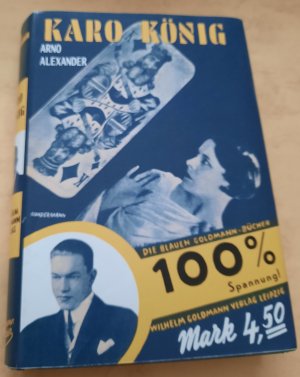 KARO KÖNIG
ARNO
ALEXANDER
DIE BLAUEN GOLDMANN-BÜCHER
100%
Spannung!
WILHELM GOLDMANN VERLAG LEIPZIG
Mark 4,50